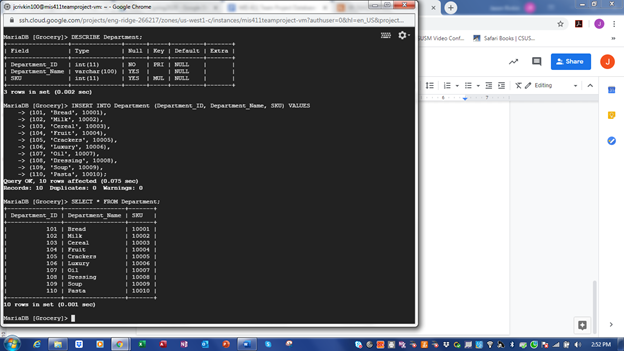 jorivkin100@mis411teamproject-vm: ~ - Google Chrome
ssh.cloud.google.com/projects/eng-ridge-266217/zones/us-west1-c/instances/mis411teamproject-vm?authuser=0&hl=en_US&project...
MariaDB [Grocery]> DESCRIBE Department;
+-----------------+--------------+------+-----+---------+-------+
| Field | Type | Null | Key | Default | Extra |
+-----------------+--------------+------+-----+---------+-------+
| Department_ID | int(11) | NO | PRI | NULL | |
| Department_Name | varchar(100) | YES | | NULL | |
| SKU | int(11) | YES | MUL | NULL | |
+-----------------+--------------+------+-----+---------+-------+
3 rows in set (0.002 sec)
MariaDB [Grocery]> INSERT INTO Department (Department_ID, Department_Name, SKU) VALUES
-> (101, 'Bread', 10001),
-> (102, 'Milk', 10002),
-> (103, 'Cereal', 10003),
-> (104, 'Fruit', 10004),
-> (105, 'Crackers', 10005),
-> (106, 'Luxury', 10006),
-> (107, 'Oil', 10007),
-> (108, 'Dressing', 10008),
-> (109, 'Soup', 10009),
-> (110, 'Pasta', 10010);
Query OK, 10 rows affected (0.075 sec)
Records: 10 Duplicates: 0 Warnings: 0
MariaDB [Grocery]> SELECT * FROM Department;
+---------------+-----------------+-------+
| Department_ID | Department_Name | SKU |
+---------------+-----------------+-------+
| 101 | Bread | 10001 |
| 102 | Milk | 10002 |
| 103 | Cereal | 10003 |
| 104 | Fruit | 10004 |
| 105 | Crackers | 10005 |
| 106 | Luxury | 10006 |
| 107 | Oil | 10007 |
| 108 | Dressing | 10008 |
| 109 | Soup | 10009 |
| 110 | Pasta | 10010 |
+---------------+-----------------+-------+
10 rows in set (0.001 sec)
MariaDB [Grocery]>
USM Conf...
Safari Books | CSUS...
Share
J
Editing
6 7
2:52 PM